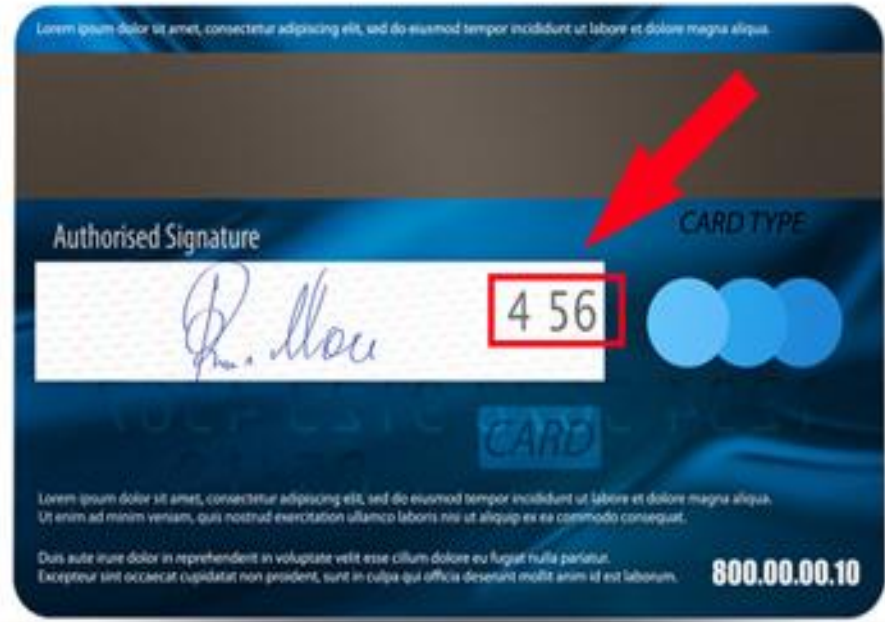 Lorem ipsum dolor sit amet, consectetur adipiscing elit, sed do eiusmod tempor incididunt ut labore et dolore magna aliqua.
CARD TYPE
Authorised Signature
4 56
CARD
Lorem ipsum dolor sit amet, consectetur adipiscing elit, sed do eiusmod tempor incididunt ut labore et dolore magna aliqua.
Ut enim ad minim veniam, quis nostrud exercitation ullamco laboris nisi ut aliquip ex ea commodo consequat.
Duis aute irure dolor in reprehenderit in voluptate velit esse cillum dolore eu fugiat nulla pariatur.
Excepteur sint occaecat cupidatat non proident, sunt in culpa qui officia deserunt mollit anim id est laborum.
800.00.00.10